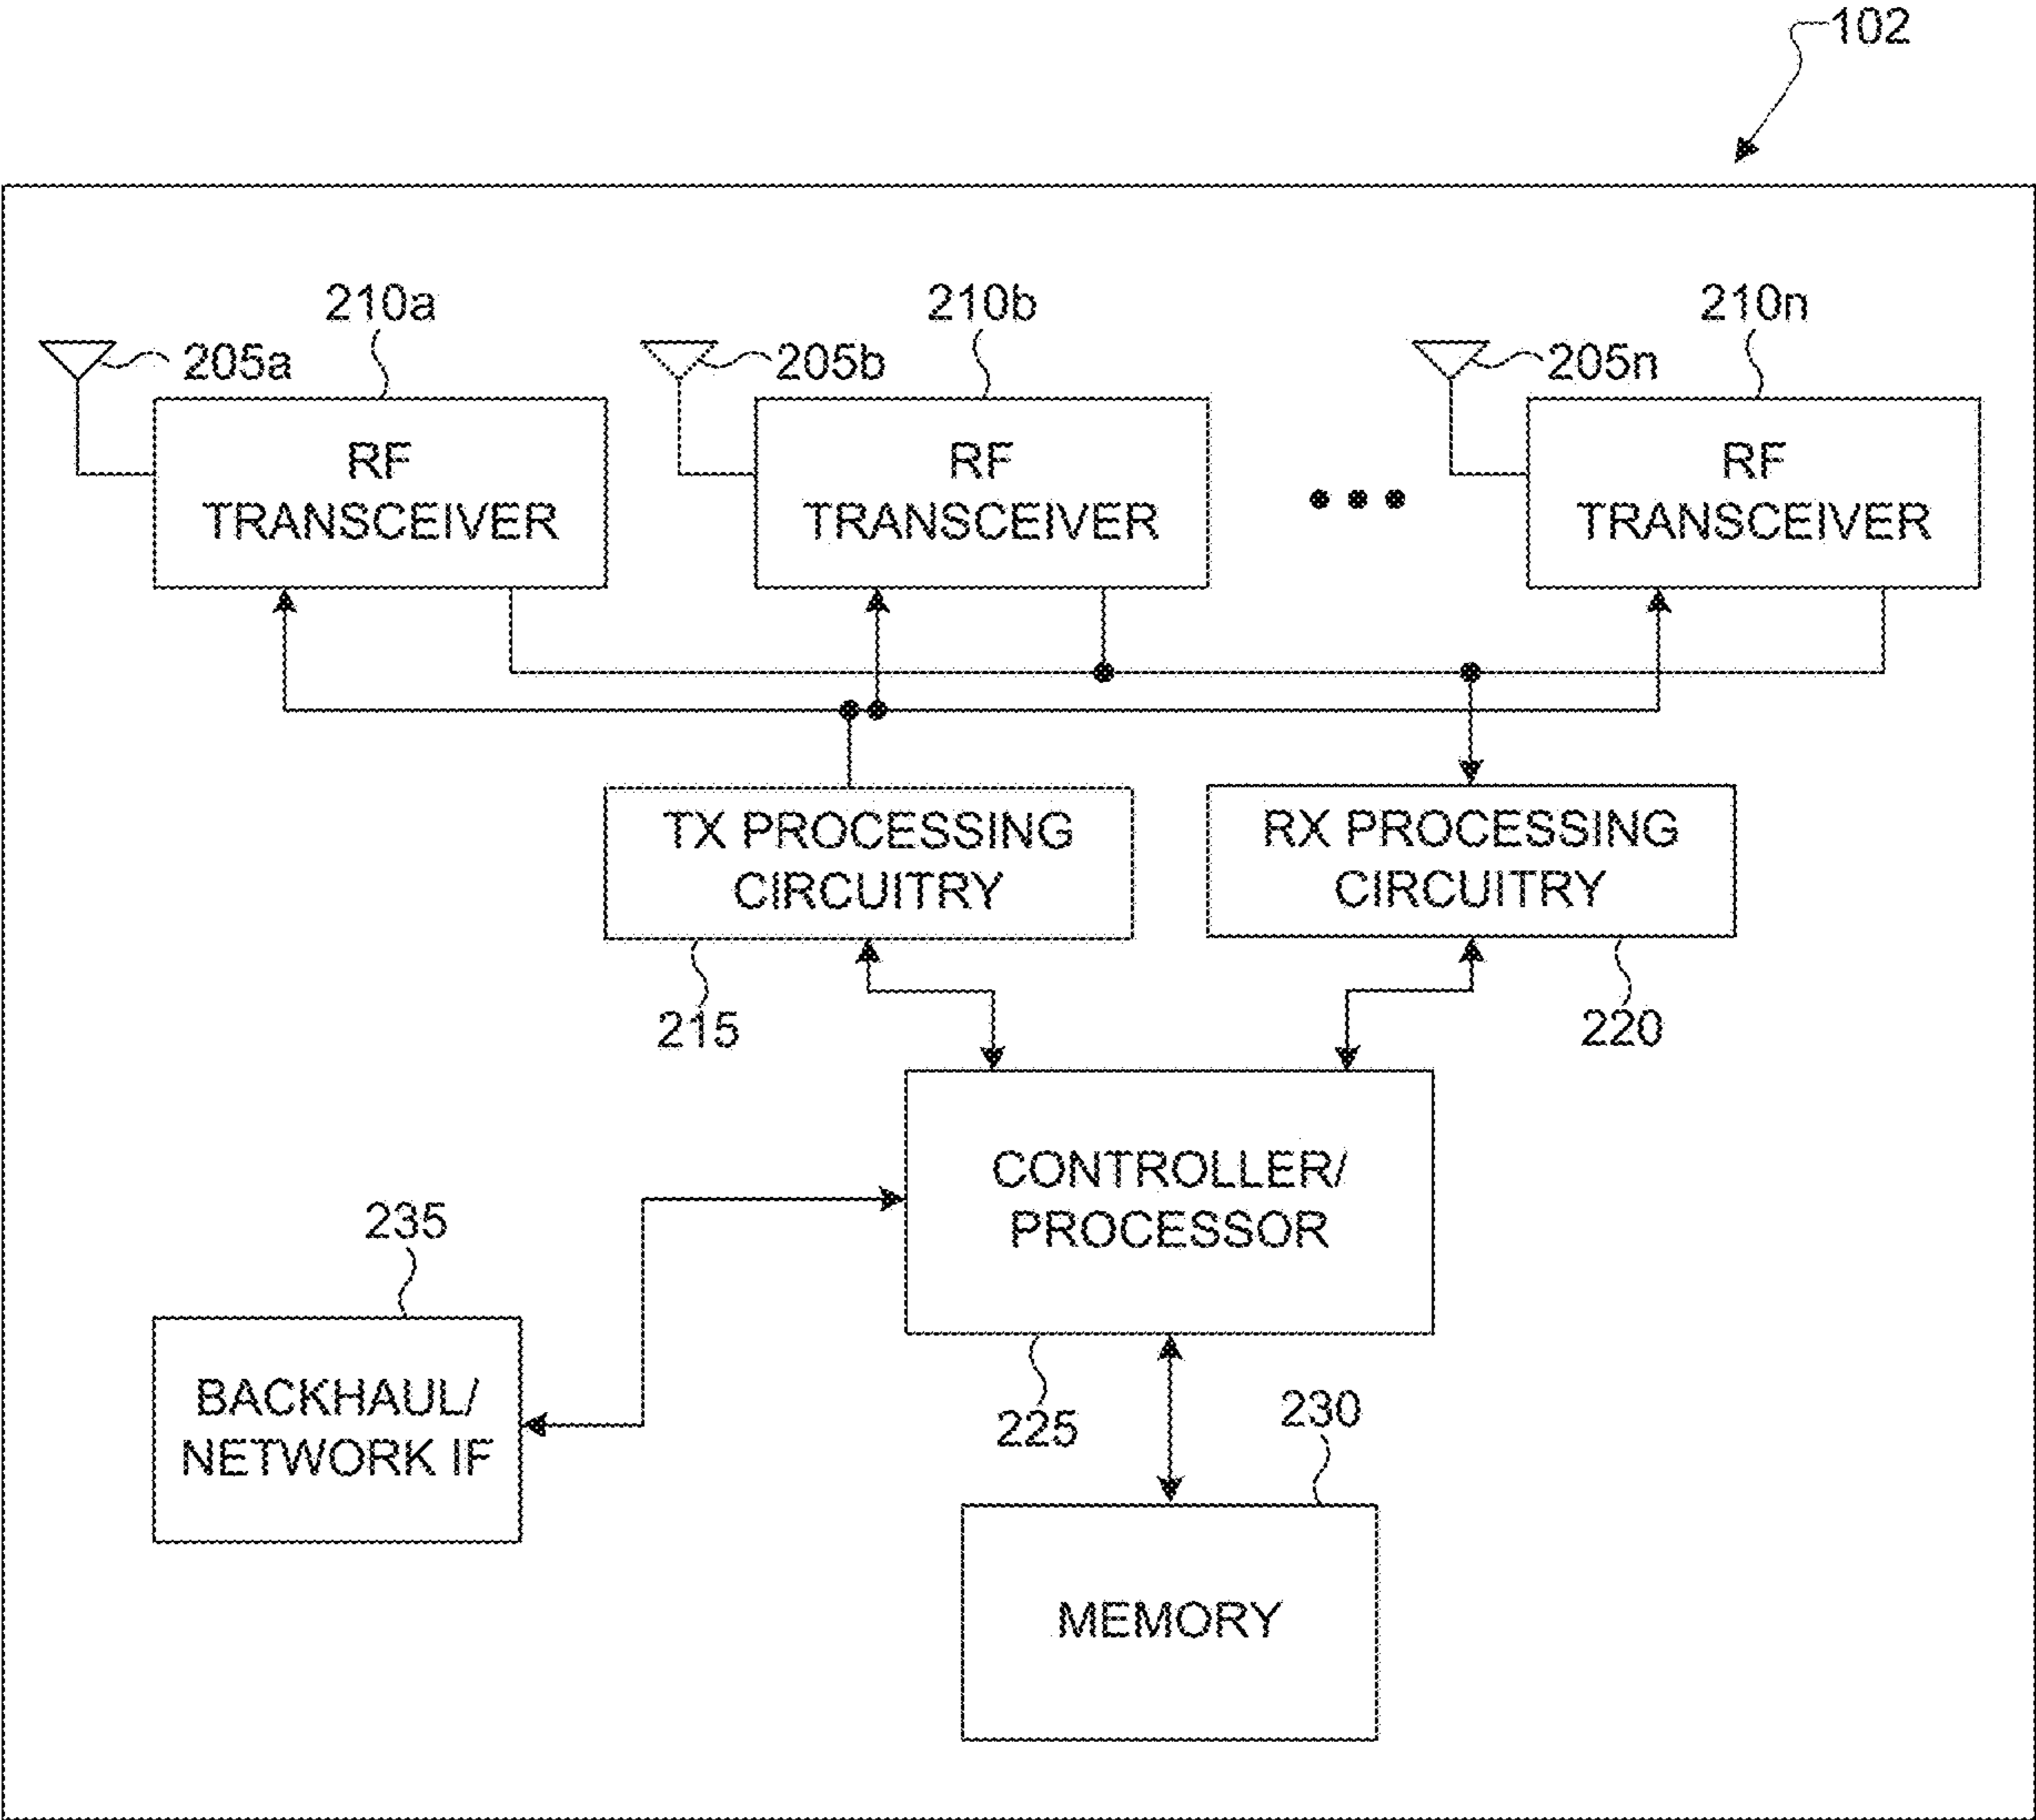 102
210a
210b
210n
205a
205b
205n
RF
TRANSCEIVER
RF
TRANSCEIVER
RF
TRANSCEIVER
TX PROCESSING
CIRCUITRY
RX PROCESSING
CIRCUITRY
215
220
CONTROLLER/
PROCESSOR
235
BACKHAUL/
NETWORK IF
225
230
MEMORY